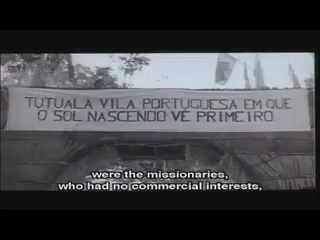 TUTUALA VILA PORTUGUESA EM QUE
O SOL NASCENDO VÊ PRIMEIRO
were the missionaries,
who had no commercial interests,